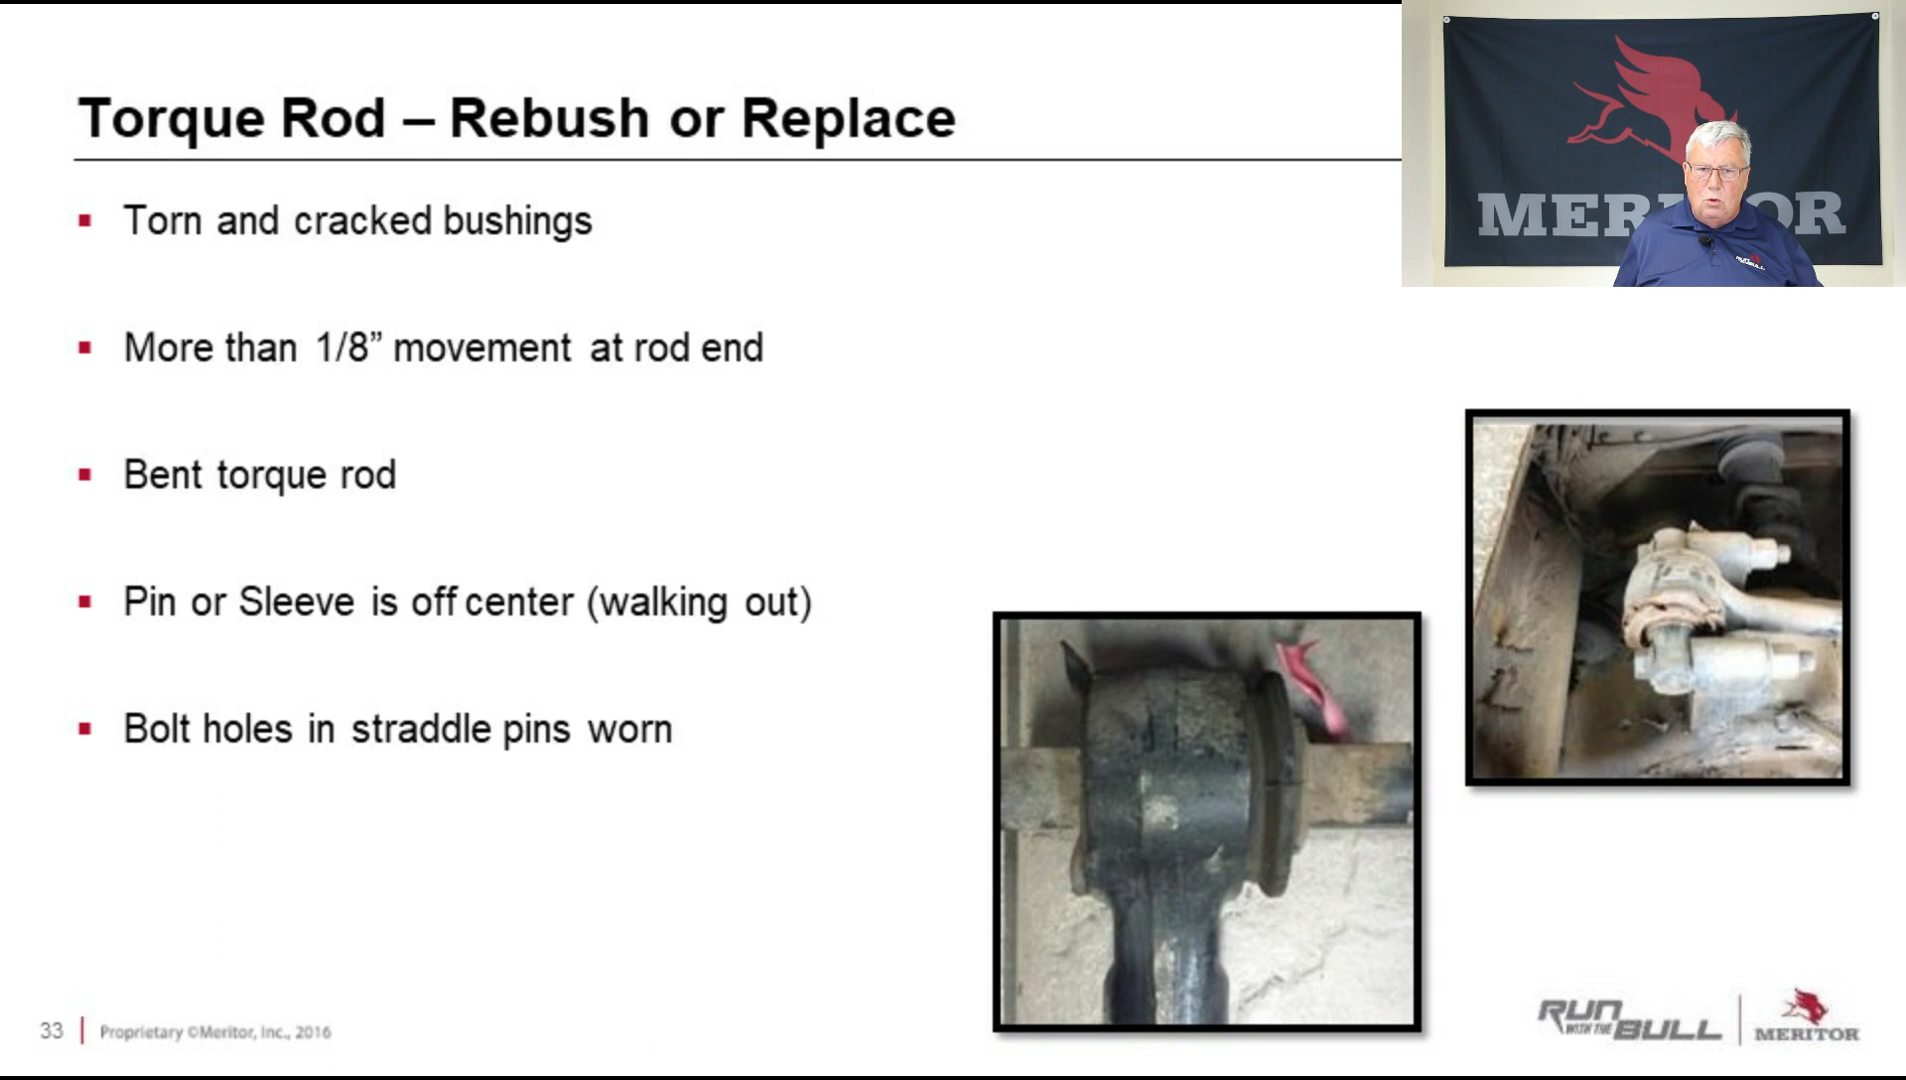 Torque Rod – Rebush or Replace
Torn and cracked bushings
More than 1/8” movement at rod end
Bent torque rod
Pin or Sleeve is off center (walking out)
Bolt holes in straddle pins worn
33
Proprietary ©Meritor, Inc., 2016
RUN
WITH THE BULL
MERITOR
MERITOR
RUN
BULL